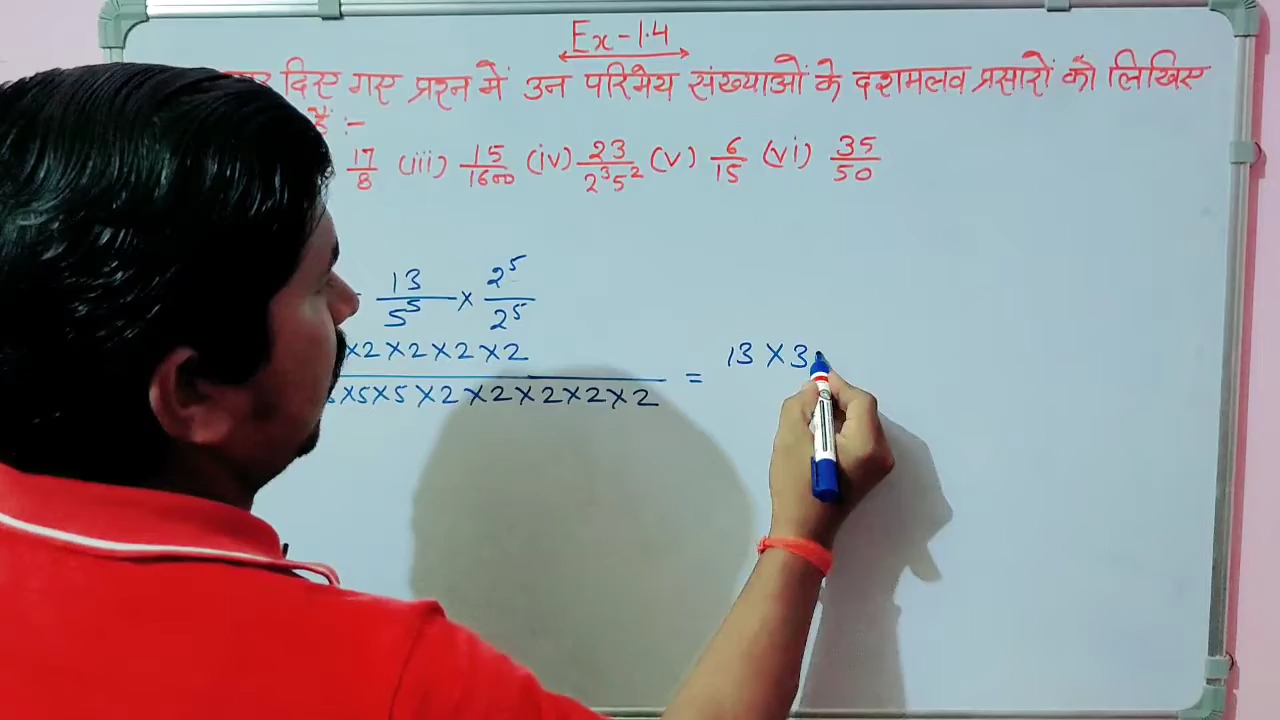 Ex-1.4
दिए गए प्रश्न में उन परिमेय संख्याओं के दशमलव प्रसारों को लिखिए
हैं :-
17/8 (iii) 15/1600 (iv) 23/2³5² (v) 6/15 (vi) 35/50
13/5⁵ × 2⁵/2⁵
×2×2×2×2
×5×5×2×2×2×2×2 = 13×3